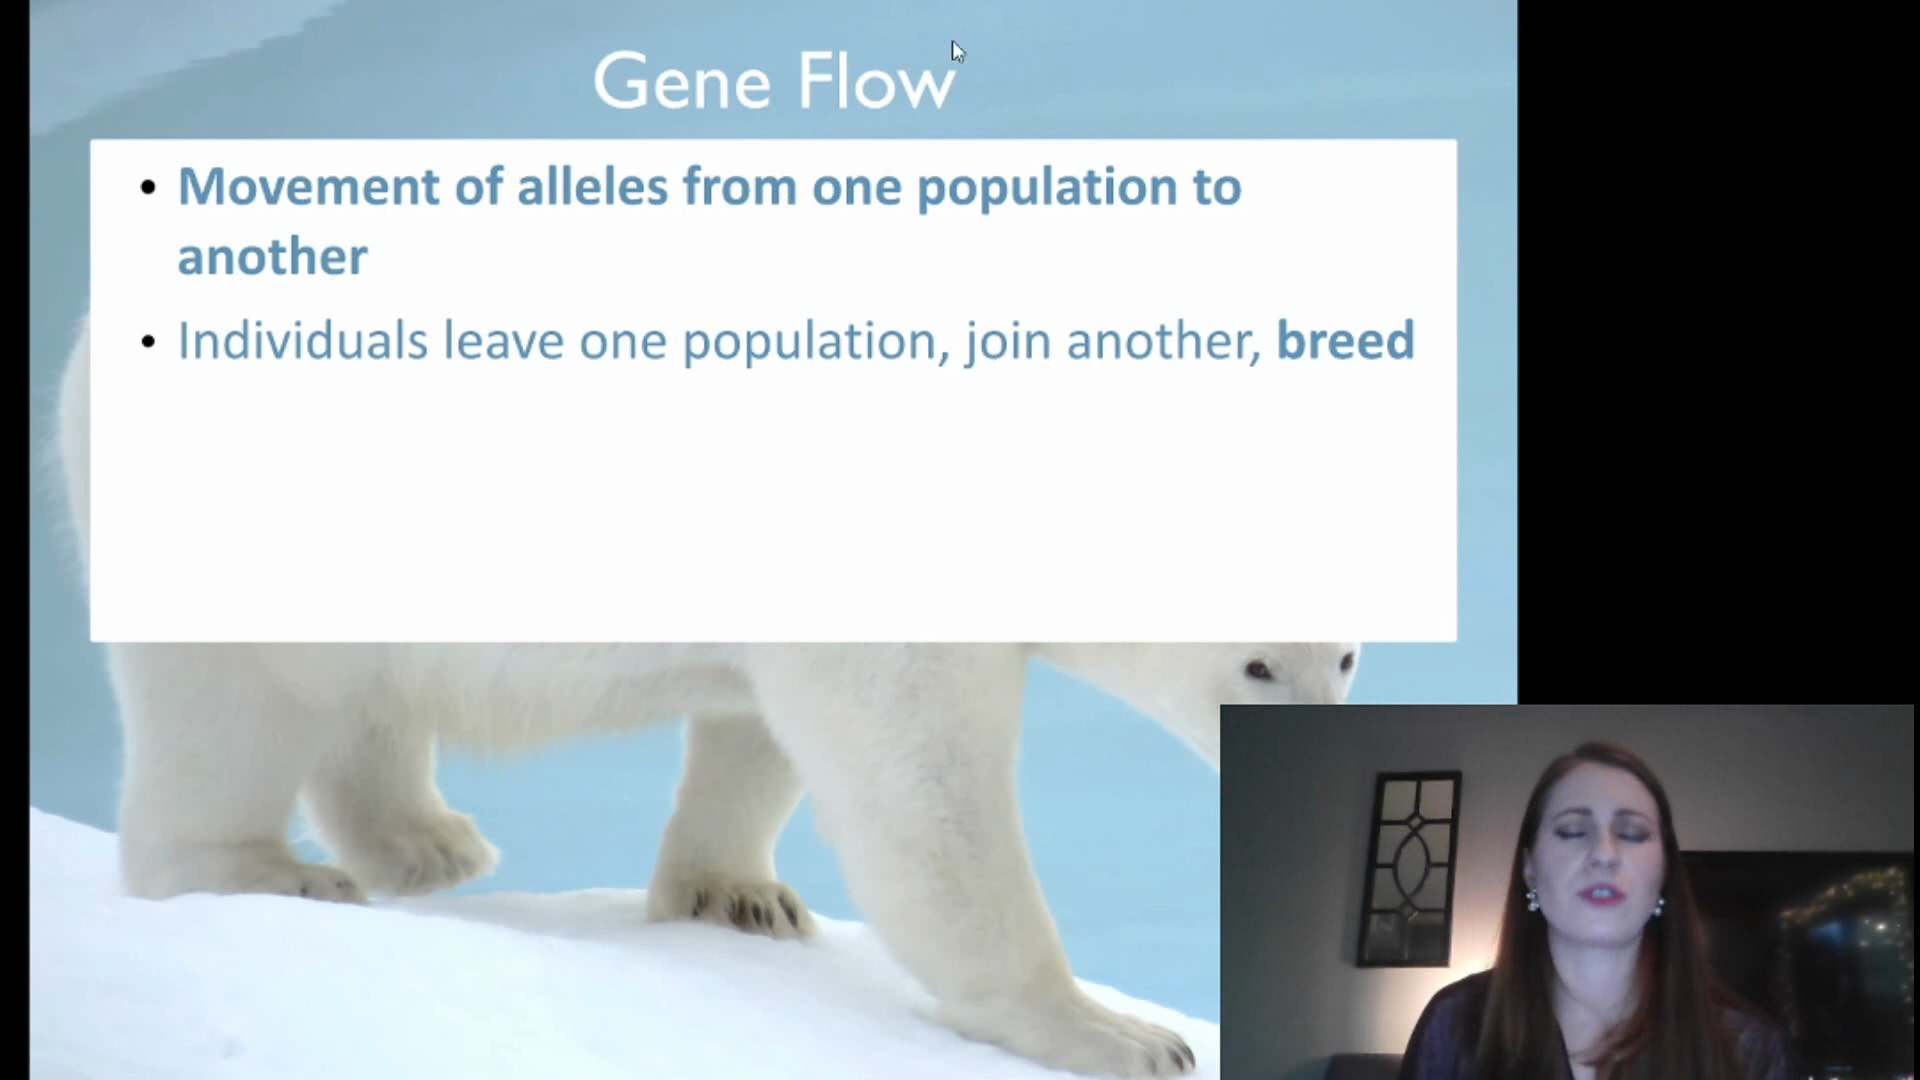 Gene Flow
• Movement of alleles from one population to
another
• Individuals leave one population, join another, breed